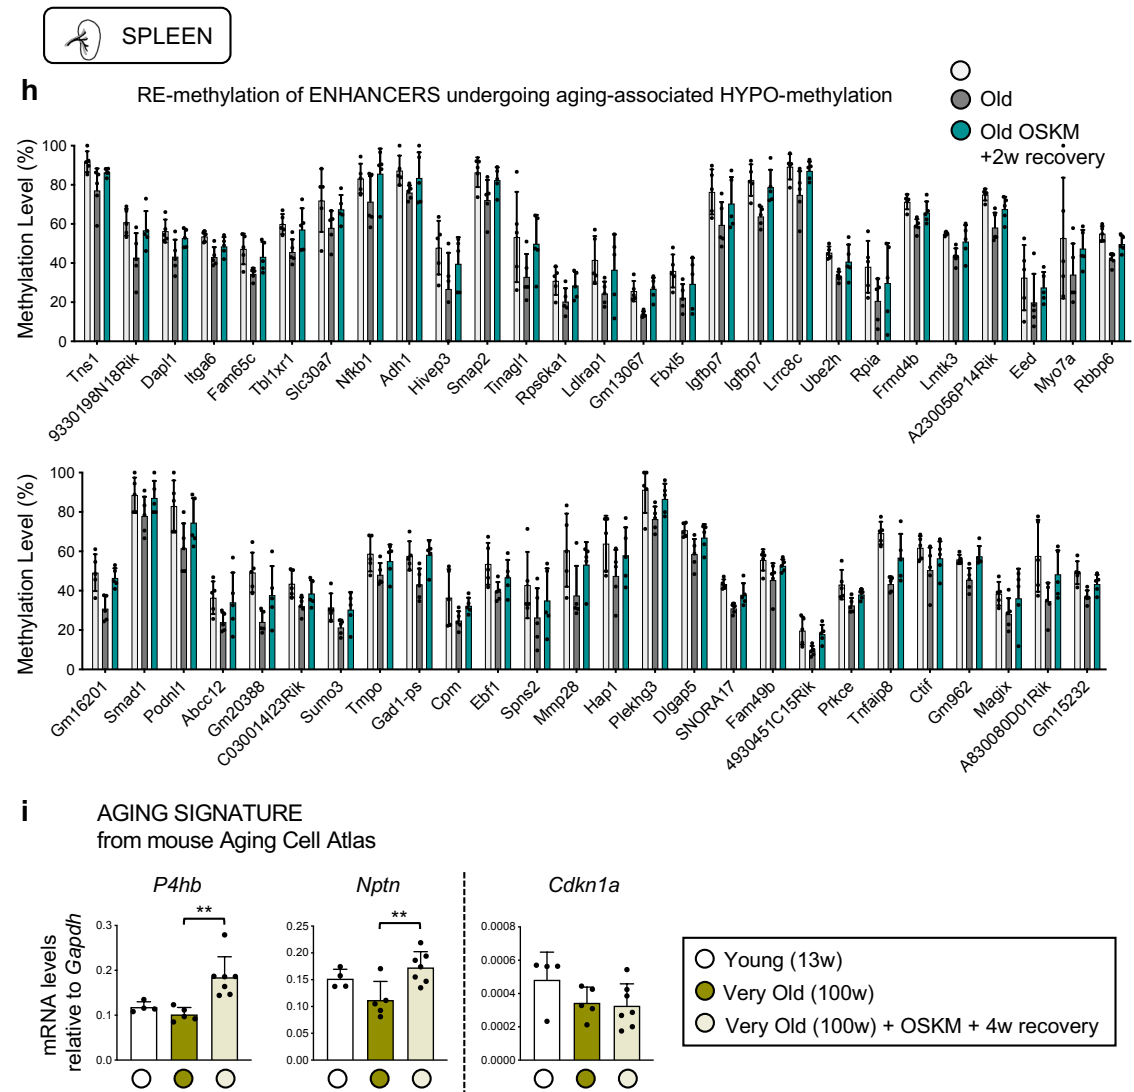 SPLEEN
h
RE-methylation of ENHANCERS undergoing aging-associated HYPO-methylation
Old
Old OSKM
+2w recovery
Methylation Level (%)
100
80
60
40
20
0
Tns1
9330198N18Rik
Dapl1
Itga6
Fam65c
Tbl1xr1
Slc30a7
Nfkb1
Adh1
Hivep3
Smap2
Tinagl1
Rps6ka1
Ldlrap1
Gm13067
Fbxl5
Igfbp7
Igfbp7
Lrrc8c
Ube2h
Rpia
Frmd4b
Lmtk3
A230056P14Rik
Eed
Myo7a
Rbbp6
Methylation Level (%)
100
80
60
40
20
0
Gm16201
Smad1
Podnl1
Abcc12
Gm20388
C030014I23Rik
Sumo3
Tmpo
Gad1-ps
Cpm
Ebf1
Spns2
Mmp28
Hap1
Plekhg3
Dlgap5
SNORA17
Fam49b
4930451C15Rik
Prkce
Tnfaip8
Ctif
Gm962
Magix
A830080D01Rik
Gm15232
i
AGING SIGNATURE
from mouse Aging Cell Atlas
P4hb
Nptn
Cdkn1a
mRNA levels
relative to Gapdh
0.3
0.2
0.1
0.0
**
0.25
0.20
0.15
0.10
0.05
0.00
**
0.0008
0.0006
0.0004
0.0002
0.0000
Young (13w)
Very Old (100w)
Very Old (100w) + OSKM + 4w recovery